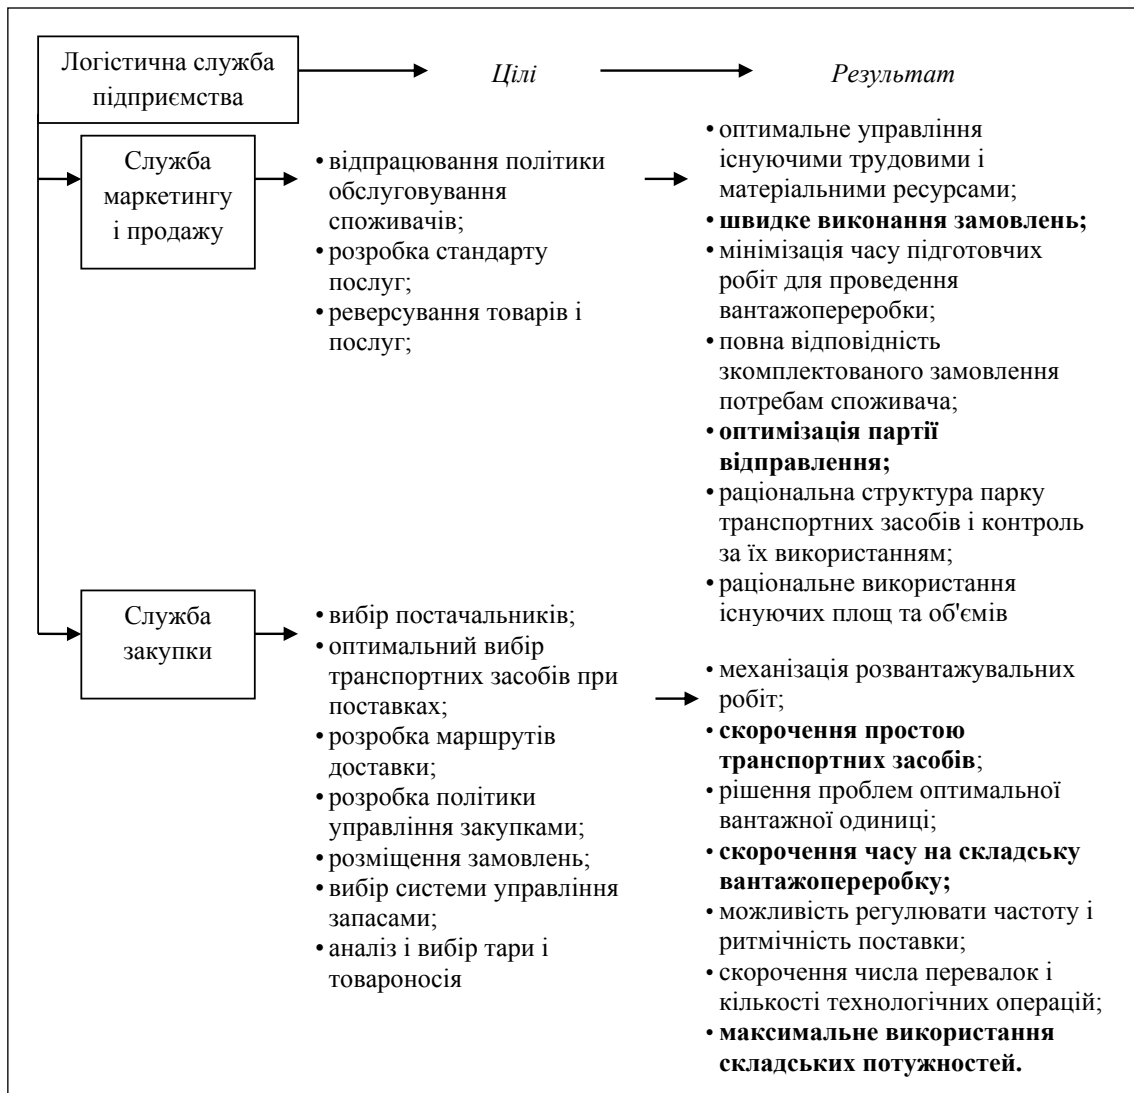 Логістична служба
підприємства
Цілі
Результат
Служба
маркетингу
і продажу
• відпрацювання політики
обслуговування
споживачів;
• розробка стандарту
послуг;
• реверсування товарів і
послуг;
• оптимальне управління
існуючими трудовими і
матеріальними ресурсами;
• швидке виконання замовлень;
• мінімізація часу підготовчих
робіт для проведення
вантажопереробки;
• повна відповідність
зкомплектованого замовлення
потребам споживача;
• оптимізація партії
відправлення;
• раціональна структура парку
транспортних засобів і контроль
за їх використанням;
• раціональне використання
існуючих площ та об'ємів
Служба
закупки
• вибір постачальників;
• оптимальний вибір
транспортних засобів при
поставках;
• розробка маршрутів
доставки;
• розробка політики
управління закупками;
• розміщення замовлень;
• вибір системи управління
запасами;
• аналіз і вибір тари і
товароносія
• механізація розвантажувальних
робіт;
• скорочення простою
транспортних засобів;
• рішення проблем оптимальної
вантажної одиниці;
• скорочення часу на складську
вантажопереробку;
• можливість регулювати частоту і
ритмічність поставки;
• скорочення числа перевалок і
кількості технологічних операцій;
• максимальне використання
складських потужностей.